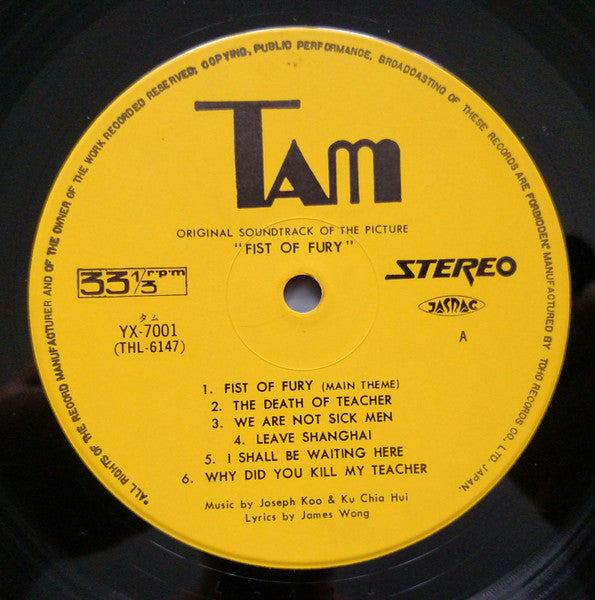 "ALL RIGHTS OF THE RECORD MANUFACTURER AND OF THE OWNER OF THE WORK RECORDED RESERVED; COPYING, PUBLIC PERFORMANCE, BROADCASTING OF THESE RECORDS ARE FORBIDDEN" MANUFACTURED BY TOHO RECORDS CO., LTD. JAPAN.
TAM
ORIGINAL SOUNDTRACK OF THE PICTURE
"FIST OF FURY"
33 1/3 r•p•m
STEREO
タム
YX-7001
(THL-6147)
JASRAC
A
1. FIST OF FURY (MAIN THEME)
2. THE DEATH OF TEACHER
3. WE ARE NOT SICK MEN
4. LEAVE SHANGHAI
5. I SHALL BE WAITING HERE
6. WHY DID YOU KILL MY TEACHER
Music by Joseph Koo & Ku Chia Hui
Lyrics by James Wong